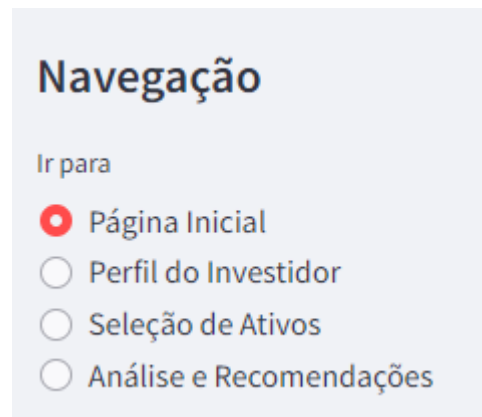 Navegação
Ir para
Página Inicial
Perfil do Investidor
Seleção de Ativos
Análise e Recomendações